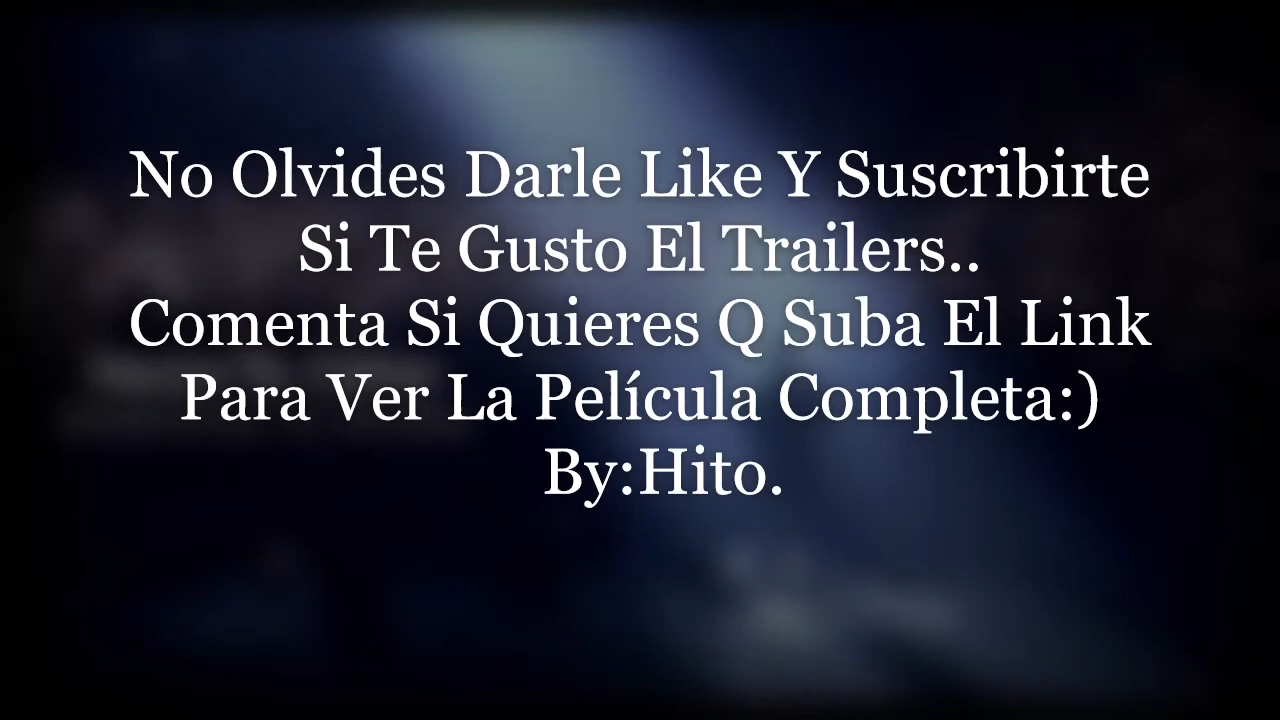 No Olvides Darle Like Y Suscribirte
Si Te Gusto El Trailers..
Comenta Si Quieres Q Suba El Link
Para Ver La Película Completa:)
By:Hito.